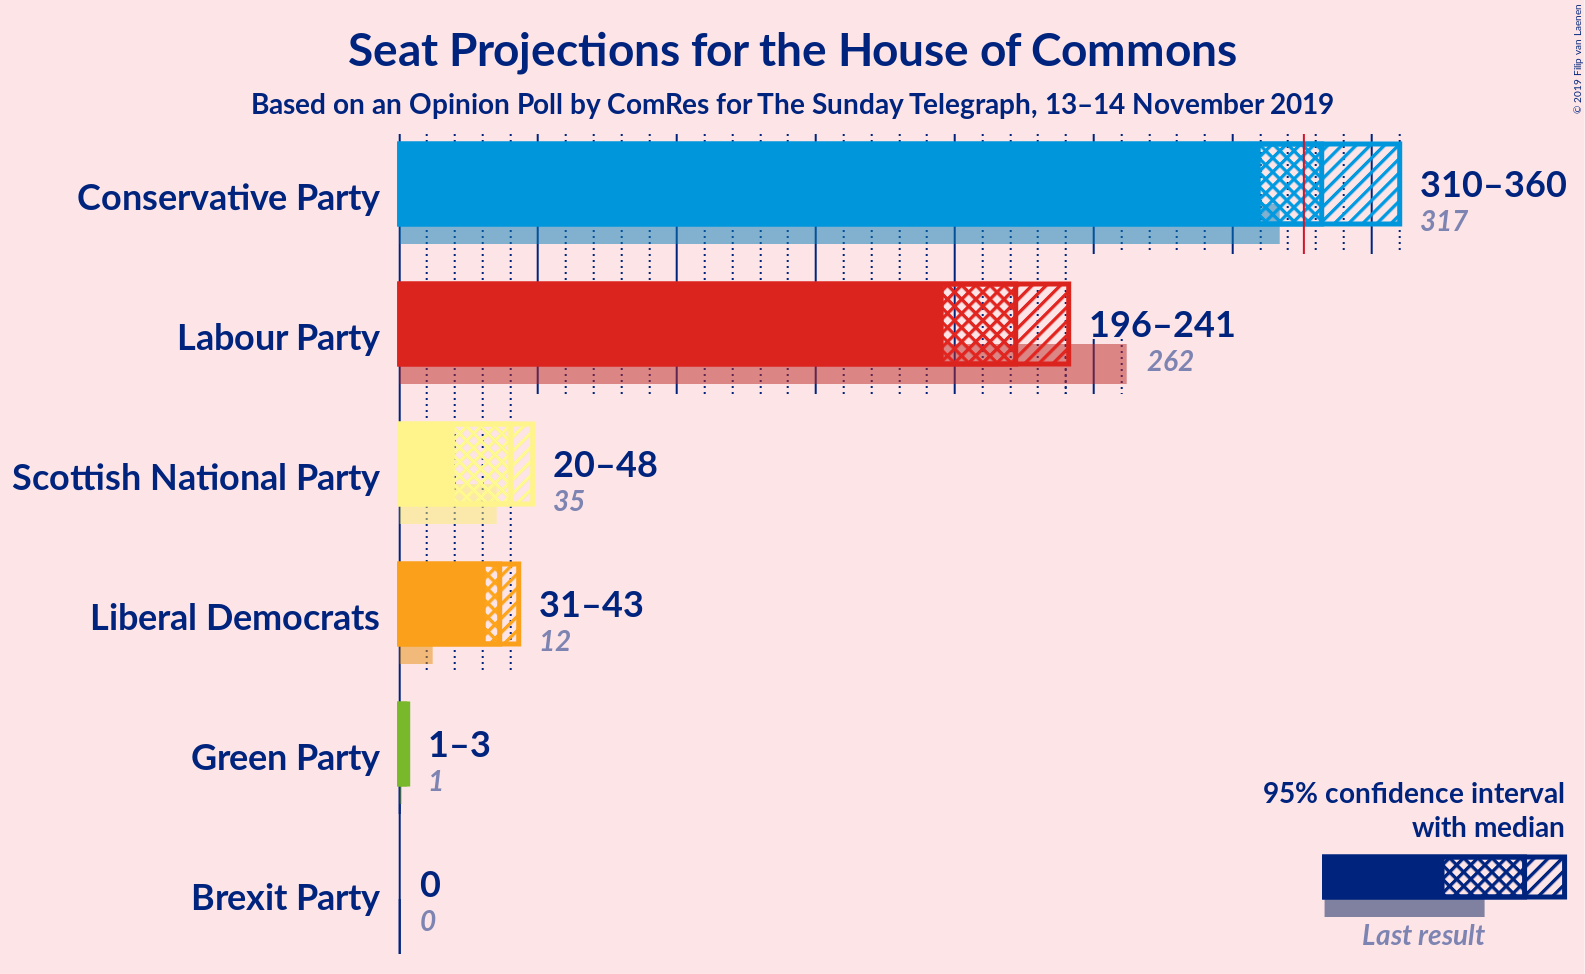 Seat Projections for the House of Commons
Based on an Opinion Poll by ComRes for The Sunday Telegraph, 13–14 November 2019
© 2019 Filip van Laenen
Conservative Party
310–360
317
Labour Party
196–241
262
Scottish National Party
20–48
35
Liberal Democrats
31–43
12
Green Party
1–3
1
Brexit Party
0
0
95% confidence interval
with median
Last result